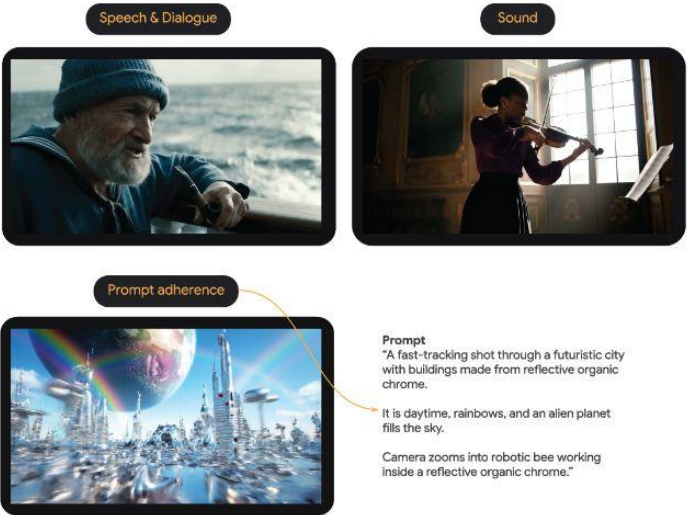 Speech & Dialogue
Sound
Prompt adherence
Prompt
“A fast-tracking shot through a futuristic city
with buildings made from reflective organic
chrome.
It is daytime, rainbows, and an alien planet
fills the sky.
Camera zooms into robotic bee working
inside a reflective organic chrome.”